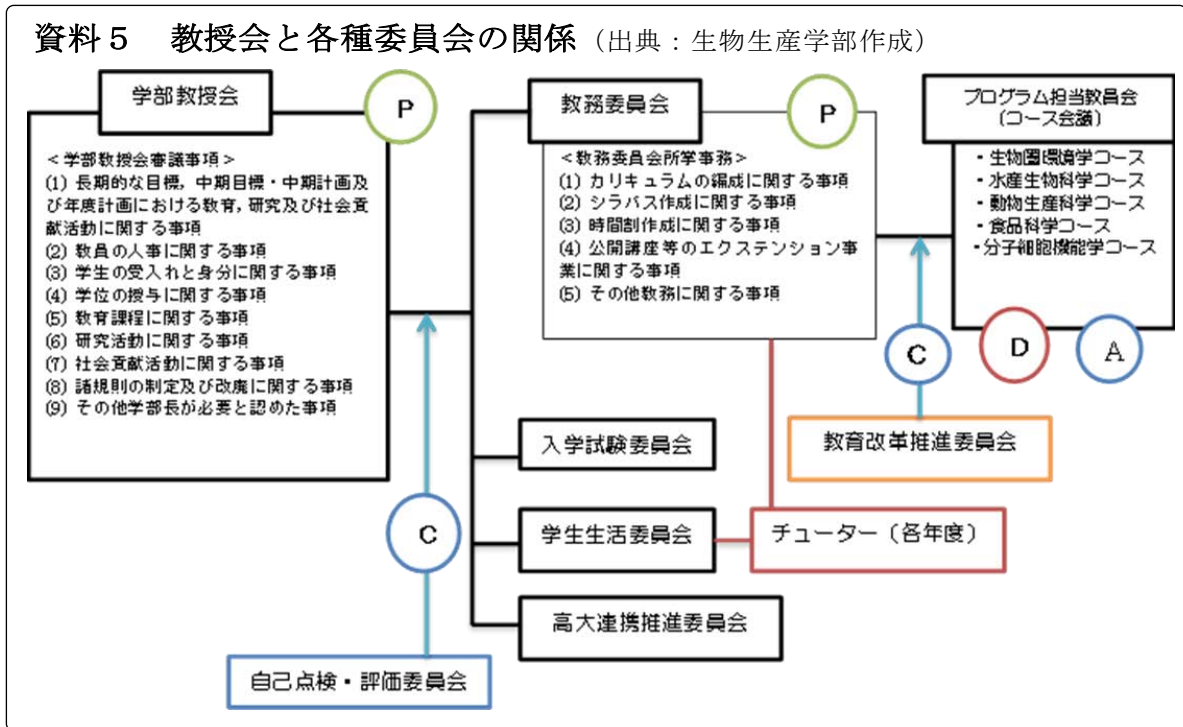 資料５　教授会と各種委員会の関係（出典：生物生産学部作成）
学部教授会
P
＜学部教授会審議事項＞
(1) 長期的な目標，中期目標・中期計画及
び年度計画における教育，研究及び社会貢
献活動に関する事項
(2) 教員の人事に関する事項
(3) 学生の受入れと身分に関する事項
(4) 学位の授与に関する事項
(5) 教育課程に関する事項
(6) 研究活動に関する事項
(7) 社会貢献活動に関する事項
(8) 諸規則の制定及び改廃に関する事項
(9) その他学部長が必要と認めた事項
教務委員会
P
＜教務委員会所掌事務＞
(1) カリキュラムの編成に関する事項
(2) シラバス作成に関する事項
(3) 時間割作成に関する事項
(4) 公開講座等のエクステンション事
業に関する事項
(5) その他教務に関する事項
プログラム担当教員会
（コース会議）
・生物圏環境学コース
・水産生物科学コース
・動物生産科学コース
・食品科学コース
・分子細胞機能学コース
D
A
C
教育改革推進委員会
入学試験委員会
学生生活委員会
チューター（各年度）
高大連携推進委員会
C
自己点検・評価委員会